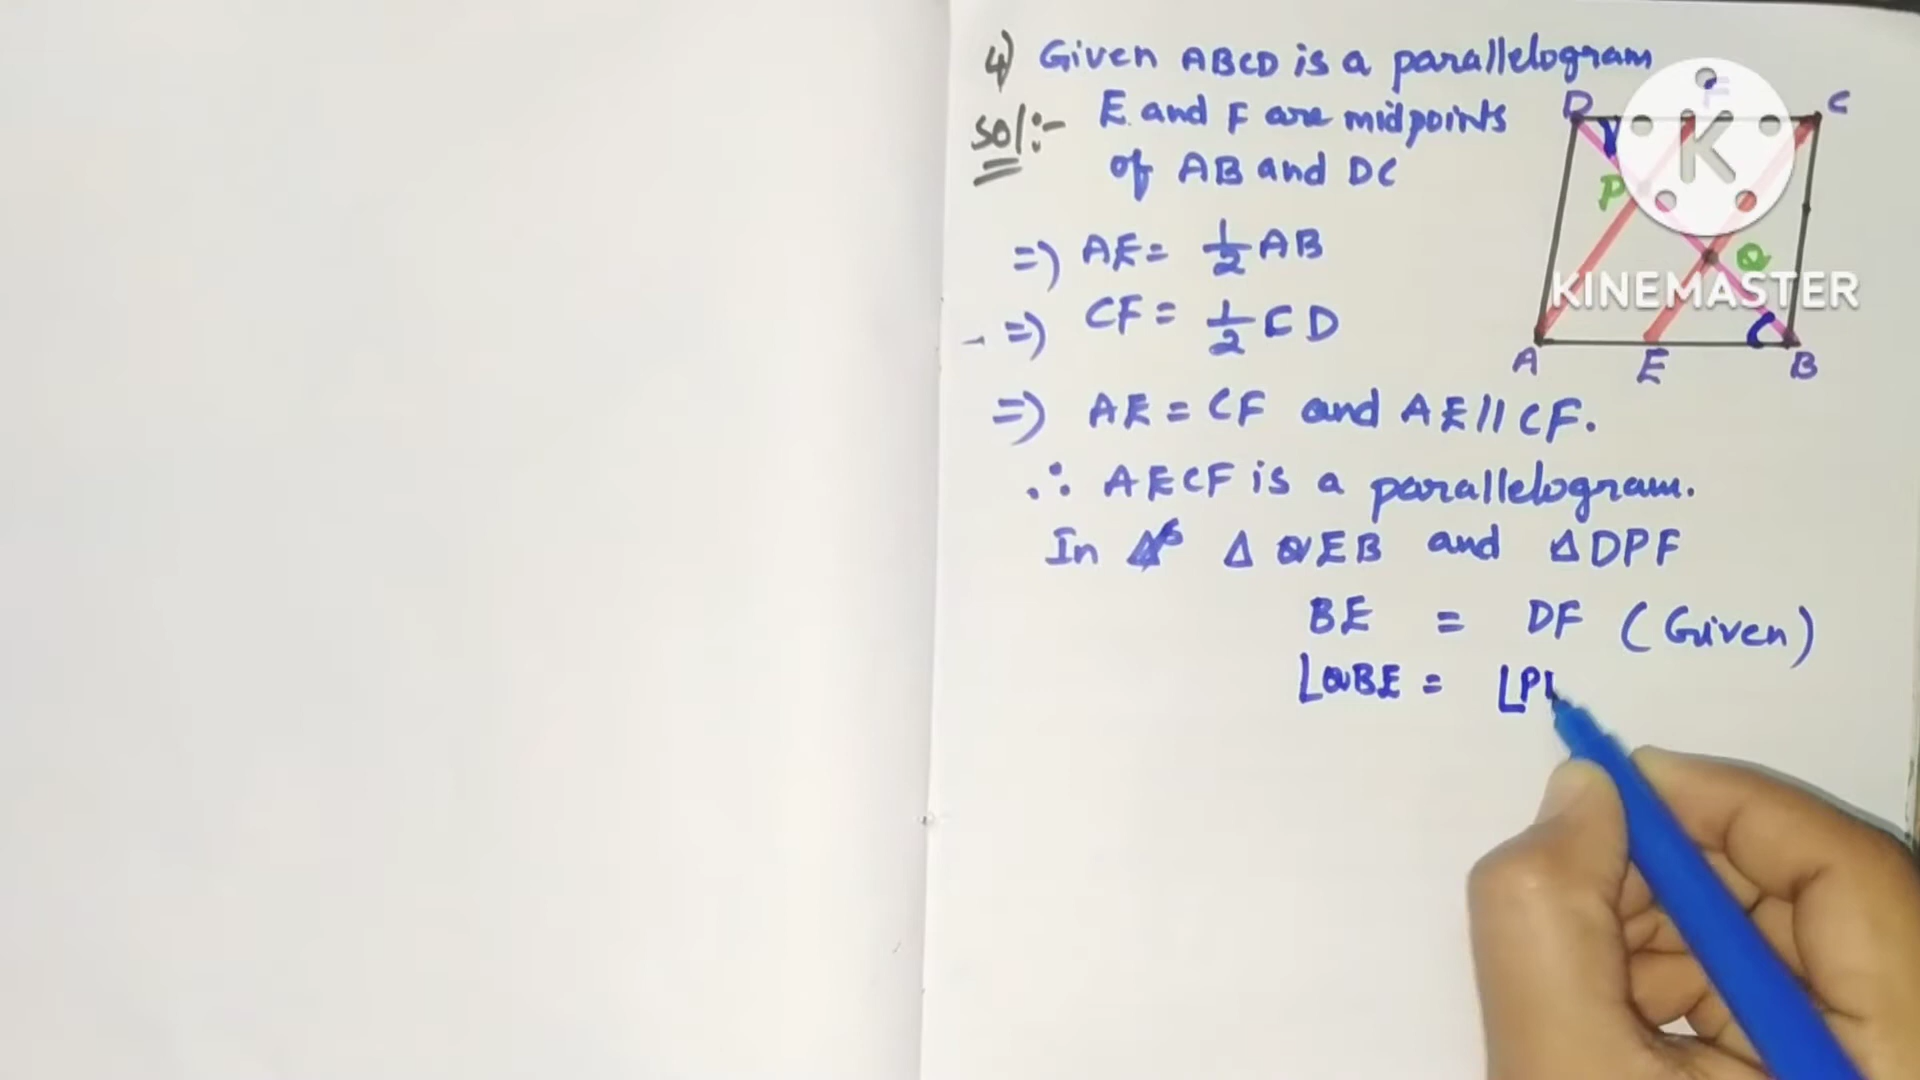 4) Given ABCD is a parallelogram
Sol:- E and F are midpoints
of AB and DC
=) AE = 1/2 AB
=) CF = 1/2 CD
=) AE = CF and AE // CF.
∴ AECF is a parallelogram.
In Δs Δ QEB and Δ DPF
BE = DF (Given)
∠QBE = ∠P
D F C
P
K
Q
KINEMASTER
A E B